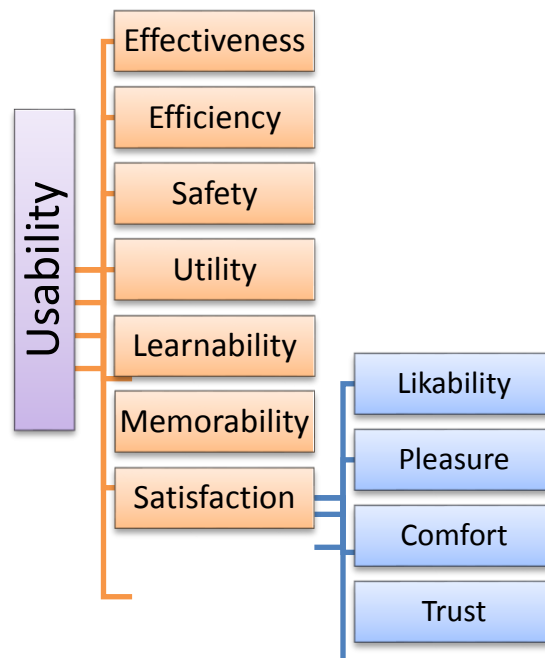 Usability
Effectiveness
Efficiency
Safety
Utility
Learnability
Memorability
Satisfaction
Likability
Pleasure
Comfort
Trust